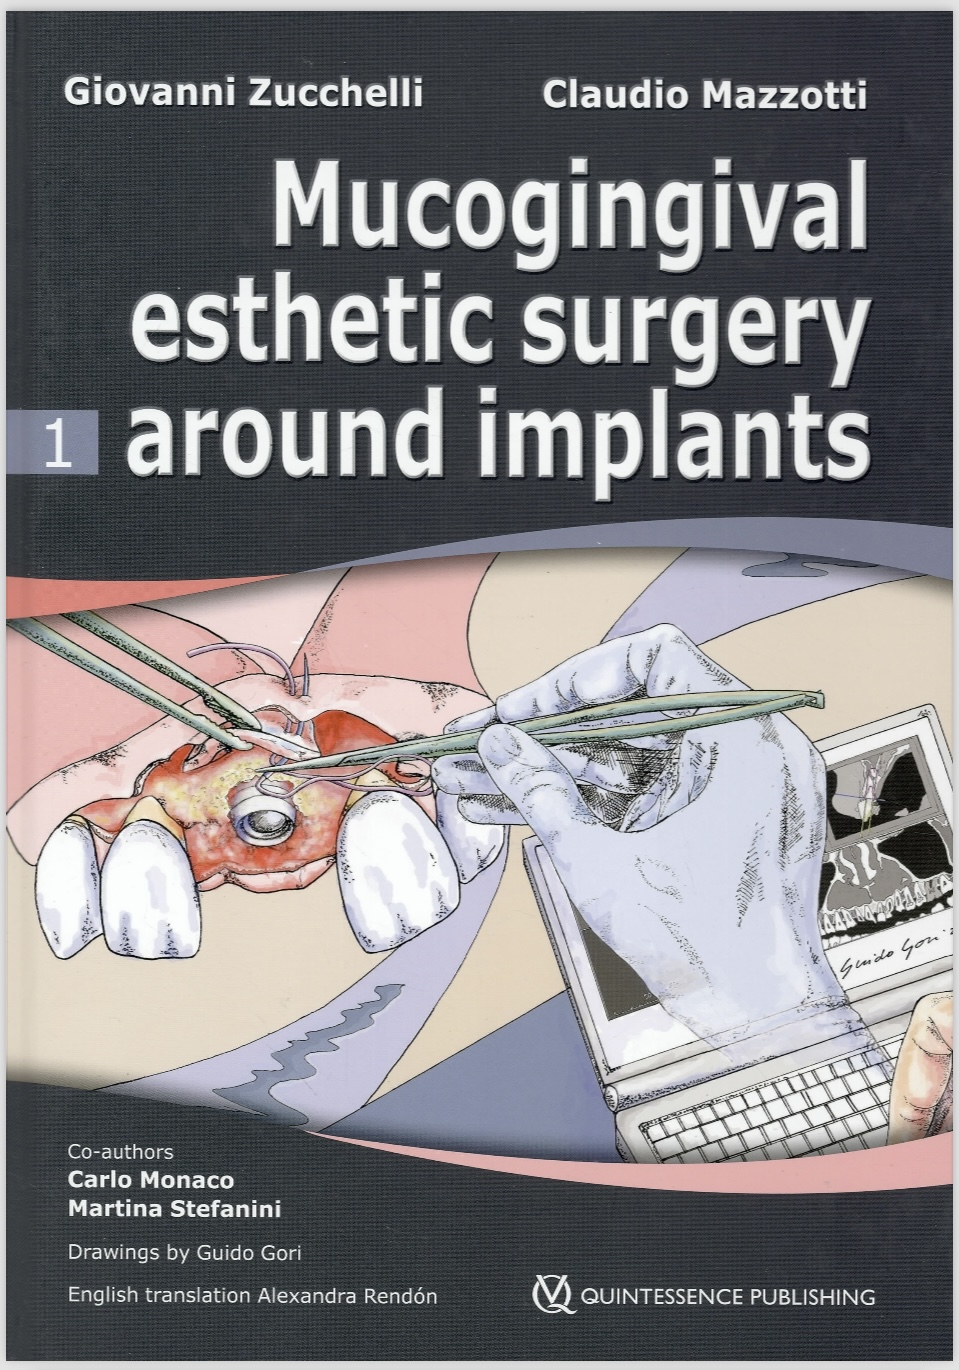 Giovanni Zucchelli
Claudio Mazzotti
Mucogingival
esthetic surgery
around implants
1
Guido Gori
Co-authors
Carlo Monaco
Martina Stefanini
Drawings by Guido Gori
English translation Alexandra Rendón
QUINTESSENCE PUBLISHING